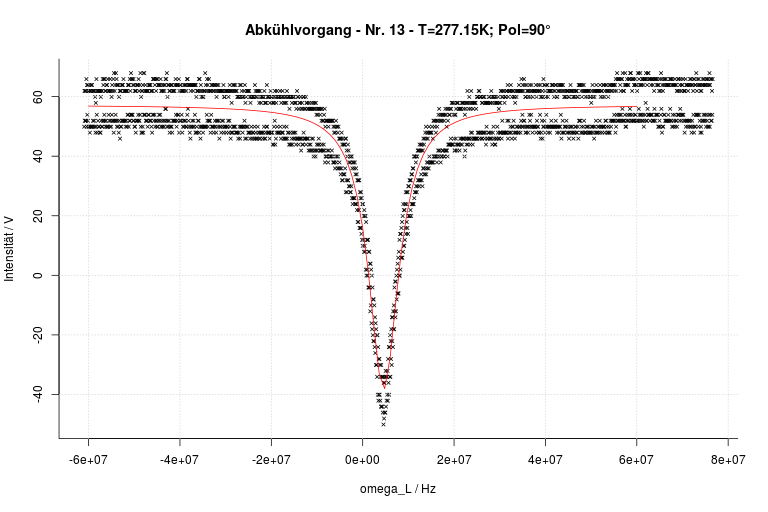 Abkühlvorgang - Nr. 13 - T=277.15K; Pol=90°
Intensität / V
60
40
20
0
-20
-40
-6e+07 -4e+07 -2e+07 0e+00 2e+07 4e+07 6e+07 8e+07
omega_L / Hz